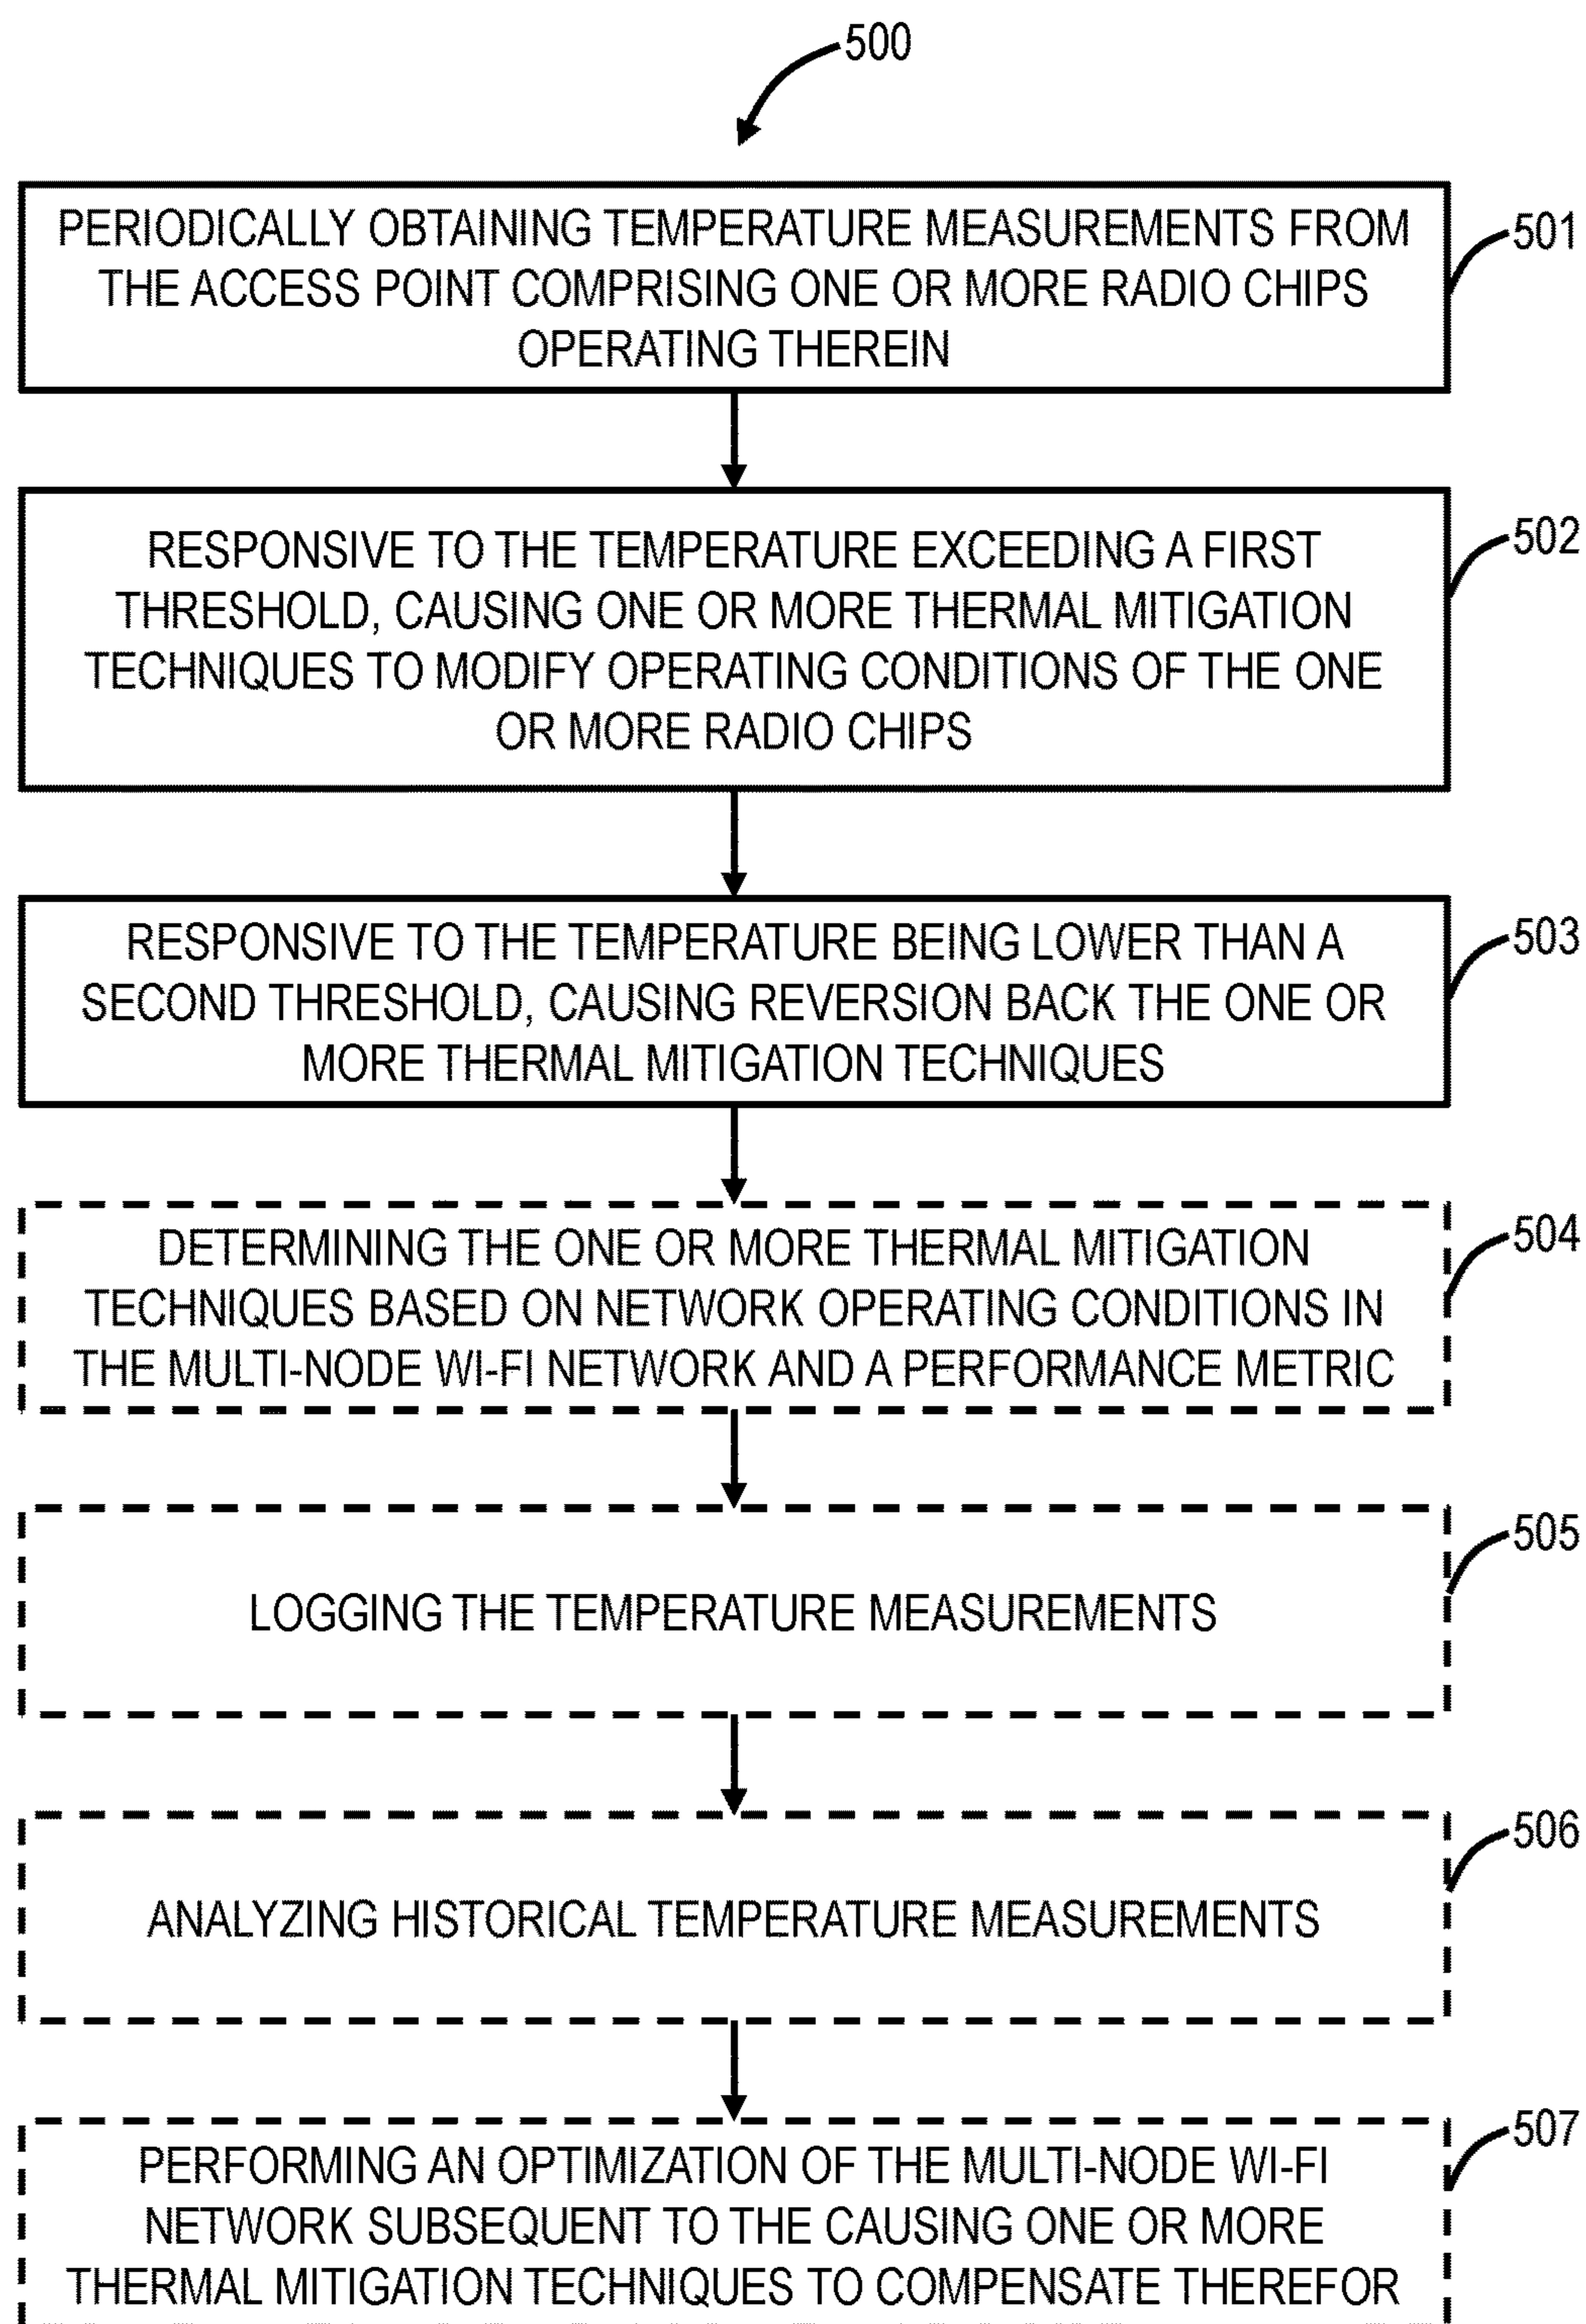 500
PERIODICALLY OBTAINING TEMPERATURE MEASUREMENTS FROM
THE ACCESS POINT COMPRISING ONE OR MORE RADIO CHIPS
OPERATING THEREIN
501
RESPONSIVE TO THE TEMPERATURE EXCEEDING A FIRST
THRESHOLD, CAUSING ONE OR MORE THERMAL MITIGATION
TECHNIQUES TO MODIFY OPERATING CONDITIONS OF THE ONE
OR MORE RADIO CHIPS
502
RESPONSIVE TO THE TEMPERATURE BEING LOWER THAN A
SECOND THRESHOLD, CAUSING REVERSION BACK THE ONE OR
MORE THERMAL MITIGATION TECHNIQUES
503
DETERMINING THE ONE OR MORE THERMAL MITIGATION
TECHNIQUES BASED ON NETWORK OPERATING CONDITIONS IN
THE MULTI-NODE WI-FI NETWORK AND A PERFORMANCE METRIC
504
LOGGING THE TEMPERATURE MEASUREMENTS
505
ANALYZING HISTORICAL TEMPERATURE MEASUREMENTS
506
PERFORMING AN OPTIMIZATION OF THE MULTI-NODE WI-FI
NETWORK SUBSEQUENT TO THE CAUSING ONE OR MORE
THERMAL MITIGATION TECHNIQUES TO COMPENSATE THEREFOR
507